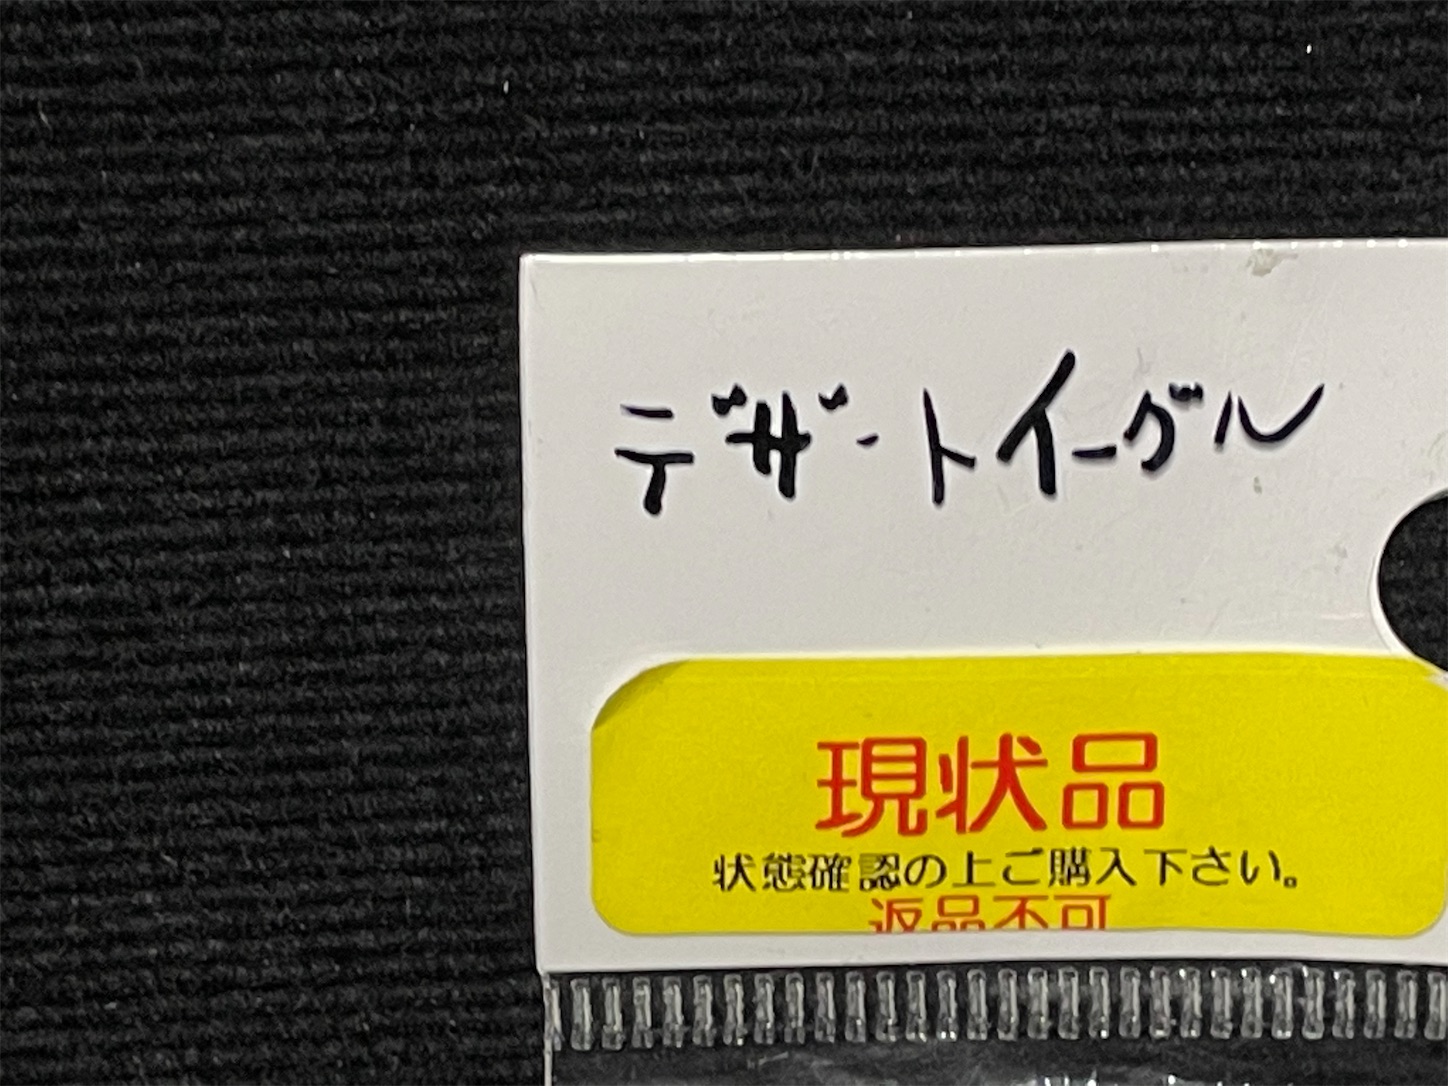 デザートイーグル
現状品
状態確認の上ご購入下さい。
返品不可